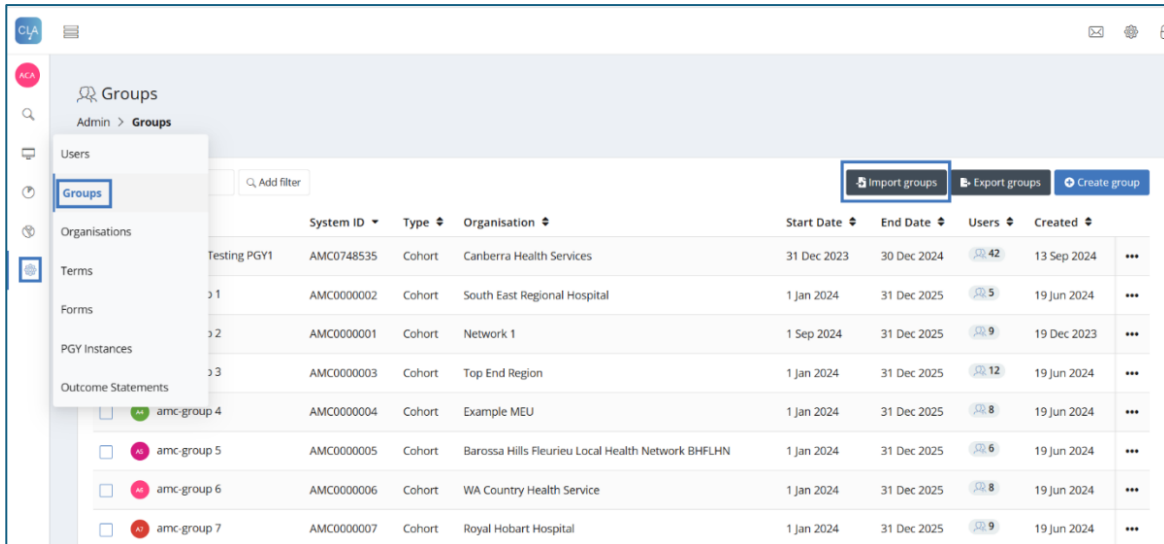 CLA
ACA
Groups
Admin > Groups
Users
Groups
Organisations
Terms
Forms
PGY Instances
Outcome Statements
Add filter
Import groups
Export groups
Create group
System ID Type Organisation Start Date End Date Users Created
Testing PGY1 AMC0748535 Cohort Canberra Health Services 31 Dec 2023 30 Dec 2024 42 13 Sep 2024 •••
1 AMC0000002 Cohort South East Regional Hospital 1 Jan 2024 31 Dec 2025 5 19 Jun 2024 •••
2 AMC0000001 Cohort Network 1 1 Sep 2024 31 Dec 2025 9 19 Dec 2023 •••
3 AMC0000003 Cohort Top End Region 1 Jan 2024 31 Dec 2025 12 19 Jun 2024 •••
A4 amc-group 4 AMC0000004 Cohort Example MEU 1 Jan 2024 31 Dec 2025 8 19 Jun 2024 •••
A5 amc-group 5 AMC0000005 Cohort Barossa Hills Fleurieu Local Health Network BHFLHN 1 Jan 2024 31 Dec 2025 6 19 Jun 2024 •••
A6 amc-group 6 AMC0000006 Cohort WA Country Health Service 1 Jan 2024 31 Dec 2025 8 19 Jun 2024 •••
A7 amc-group 7 AMC0000007 Cohort Royal Hobart Hospital 1 Jan 2024 31 Dec 2025 9 19 Jun 2024 •••